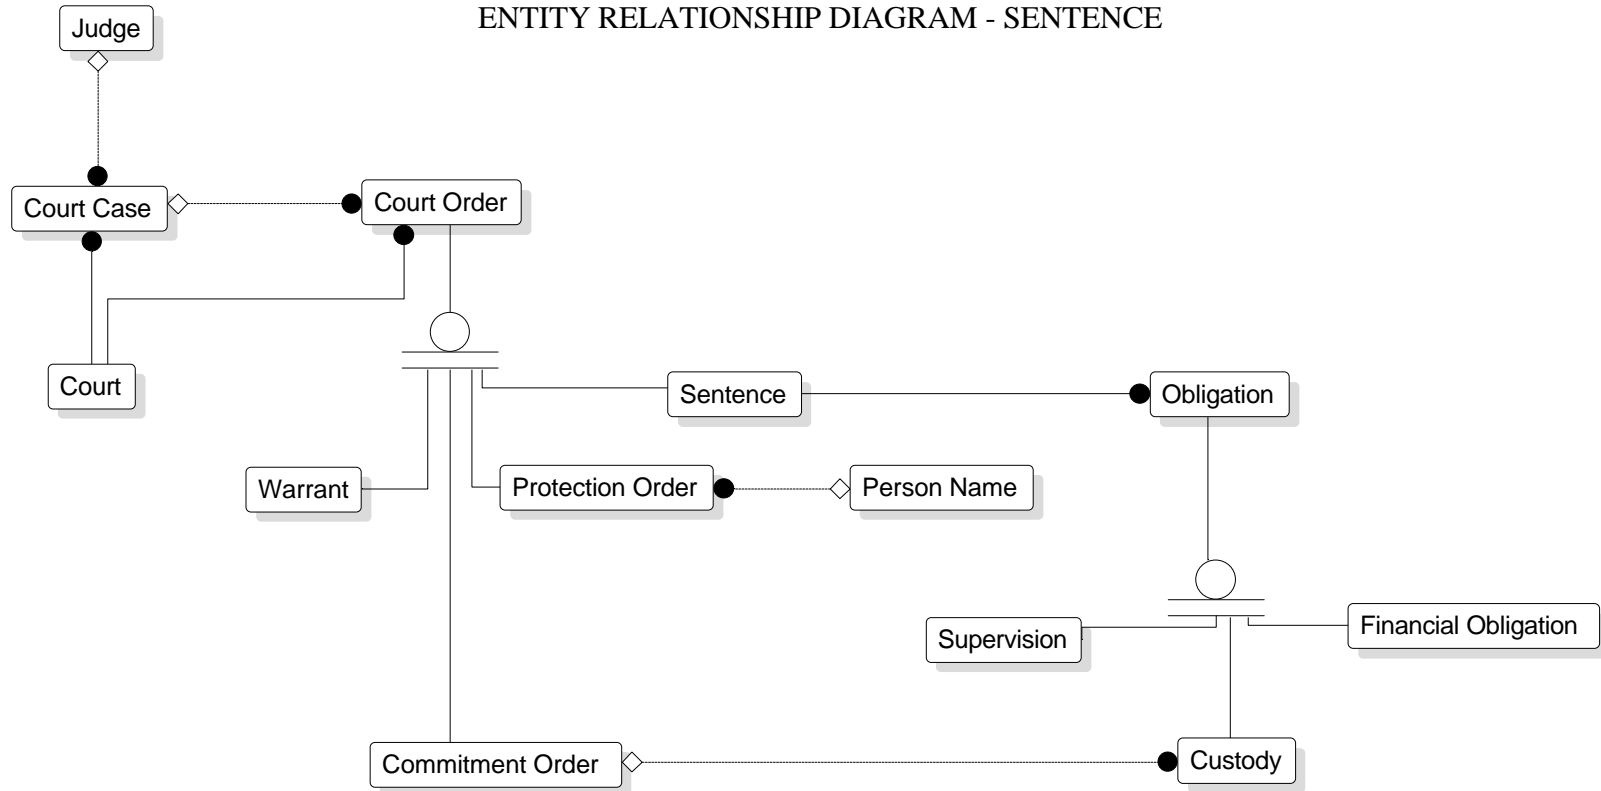 ENTITY RELATIONSHIP DIAGRAM - SENTENCE
Judge
Court Case
Court Order
Court
Sentence
Obligation
Warrant
Protection Order
Person Name
Supervision
Financial Obligation
Commitment Order
Custody